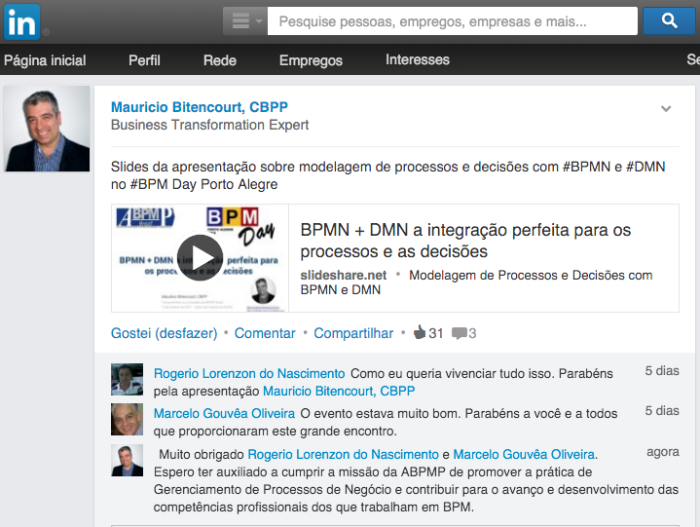 in
Pesquise pessoas, empregos, empresas e mais...
Página inicial Perfil Rede Empregos Interesses Se
Mauricio Bitencourt, CBPP
Business Transformation Expert
Slides da apresentação sobre modelagem de processos e decisões com #BPMN e #DMN
no #BPM Day Porto Alegre
ABPMP BPM
Day
BPMN + DMN a integração perfeita para
os processos e as decisões
BPMN + DMN a integração perfeita para os
processos e as decisões
slideshare.net • Modelagem de Processos e Decisões com
BPMN e DMN
Gostei (desfazer) • Comentar • Compartilhar • 31 3
Rogerio Lorenzon do Nascimento Como eu queria vivenciar tudo isso. Parabéns 5 dias
pela apresentação Mauricio Bitencourt, CBPP
Marcelo Gouvêa Oliveira O evento estava muito bom. Parabéns a você e a todos 5 dias
que proporcionaram este grande encontro.
Muito obrigado Rogerio Lorenzon do Nascimento e Marcelo Gouvêa Oliveira. agora
Espero ter auxiliado a cumprir a missão da ABPMP de promover a prática de
Gerenciamento de Processos de Negócio e contribuir para o avanço e desenvolvimento das
competências profissionais dos que trabalham em BPM.